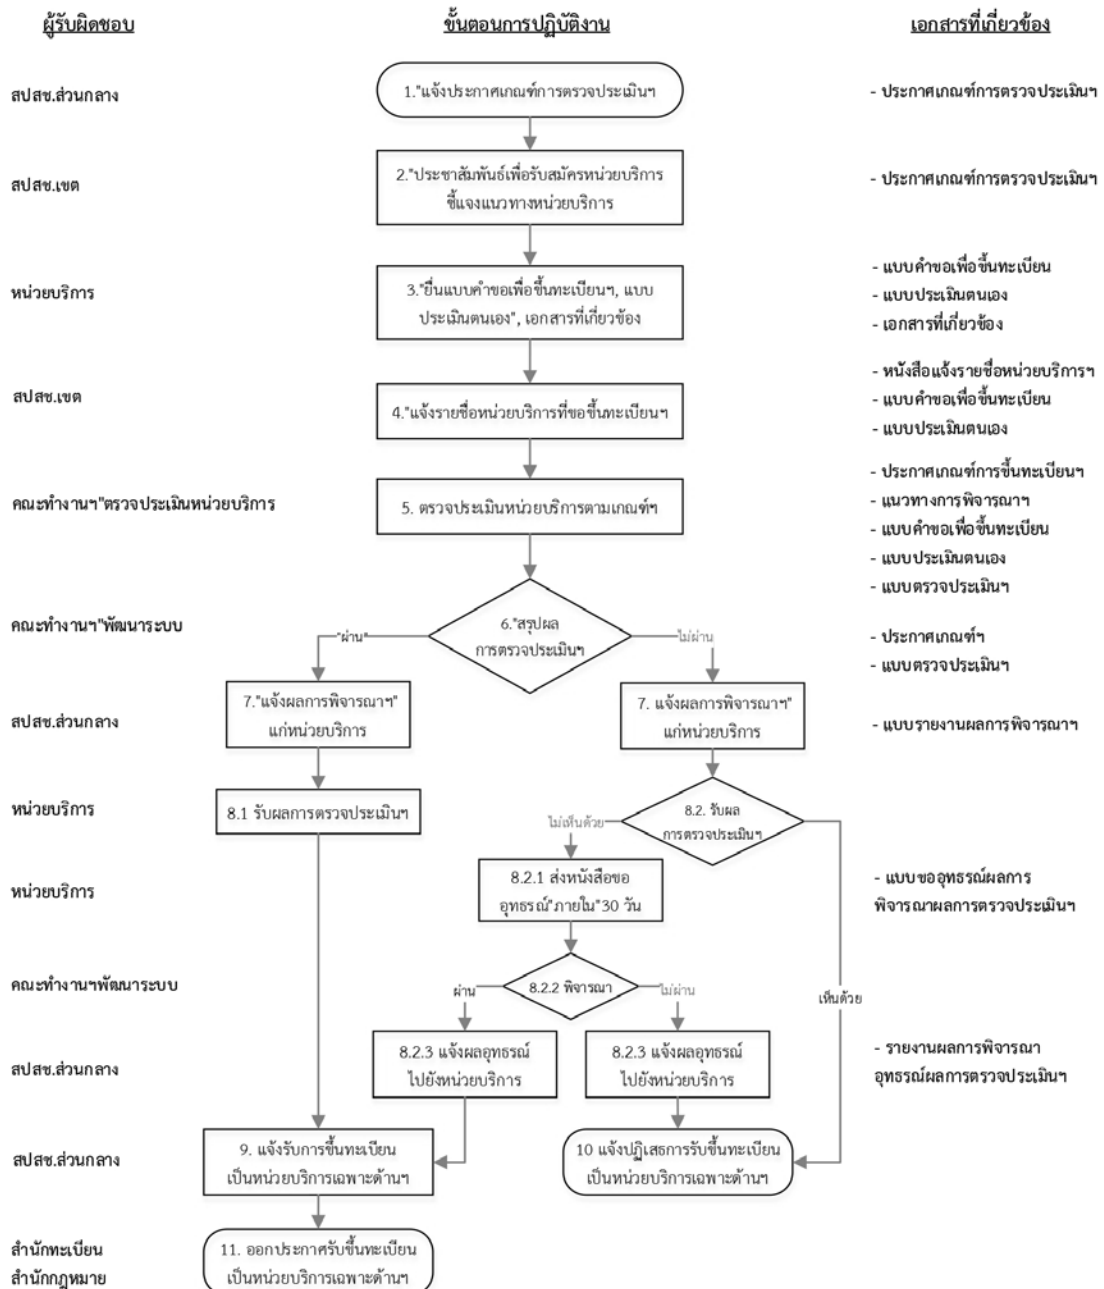 ผู้รับผิดชอบ
ขั้นตอนการปฏิบัติงาน
เอกสารที่เกี่ยวข้อง
สปสช.ส่วนกลาง
1."แจ้งประกาศเกณฑ์การตรวจประเมินฯ
- ประกาศเกณฑ์การตรวจประเมินฯ
สปสช.เขต
2."ประชาสัมพันธ์เพื่อรับสมัครหน่วยบริการ
ชี้แจงแนวทางหน่วยบริการ
- ประกาศเกณฑ์การตรวจประเมินฯ
หน่วยบริการ
3."ยื่นแบบคำขอเพื่อขึ้นทะเบียนฯ, แบบ
ประเมินตนเอง", เอกสารที่เกี่ยวข้อง
- แบบคำขอเพื่อขึ้นทะเบียน
- แบบประเมินตนเอง
- เอกสารที่เกี่ยวข้อง
สปสช.เขต
4."แจ้งรายชื่อหน่วยบริการที่ขอขึ้นทะเบียนฯ
- หนังสือแจ้งรายชื่อหน่วยบริการฯ
- แบบคำขอเพื่อขึ้นทะเบียน
- แบบประเมินตนเอง
คณะทำงานฯ"ตรวจประเมินหน่วยบริการ
5. ตรวจประเมินหน่วยบริการตามเกณฑ์ฯ
- ประกาศเกณฑ์การขึ้นทะเบียนฯ
- แนวทางการพิจารณาฯ
- แบบคำขอเพื่อขึ้นทะเบียน
- แบบประเมินตนเอง
- แบบตรวจประเมินฯ
คณะทำงานฯ"พัฒนาระบบ
6."สรุปผล
การตรวจประเมินฯ
"ผ่าน"
ไม่ผ่าน
- ประกาศเกณฑ์ฯ
- แบบตรวจประเมินฯ
สปสช.ส่วนกลาง
7."แจ้งผลการพิจารณาฯ"
แก่หน่วยบริการ
7. แจ้งผลการพิจารณาฯ"
แก่หน่วยบริการ
- แบบรายงานผลการพิจารณาฯ
หน่วยบริการ
8.1 รับผลการตรวจประเมินฯ
8.2. รับผล
การตรวจประเมินฯ
ไม่เห็นด้วย
หน่วยบริการ
8.2.1 ส่งหนังสือขอ
อุทธรณ์"ภายใน"30 วัน
- แบบขออุทธรณ์ผลการ
พิจารณาผลการตรวจประเมินฯ
คณะทำงานฯพัฒนาระบบ
ผ่าน
8.2.2 พิจารณา
ไม่ผ่าน
เห็นด้วย
สปสช.ส่วนกลาง
8.2.3 แจ้งผลอุทธรณ์
ไปยังหน่วยบริการ
8.2.3 แจ้งผลอุทธรณ์
ไปยังหน่วยบริการ
- รายงานผลการพิจารณา
อุทธรณ์ผลการตรวจประเมินฯ
สปสช.ส่วนกลาง
9. แจ้งรับการขึ้นทะเบียน
เป็นหน่วยบริการเฉพาะด้านฯ
10 แจ้งปฏิเสธการรับขึ้นทะเบียน
เป็นหน่วยบริการเฉพาะด้านฯ
สำนักทะเบียน
สำนักกฎหมาย
11. ออกประกาศรับขึ้นทะเบียน
เป็นหน่วยบริการเฉพาะด้านฯ